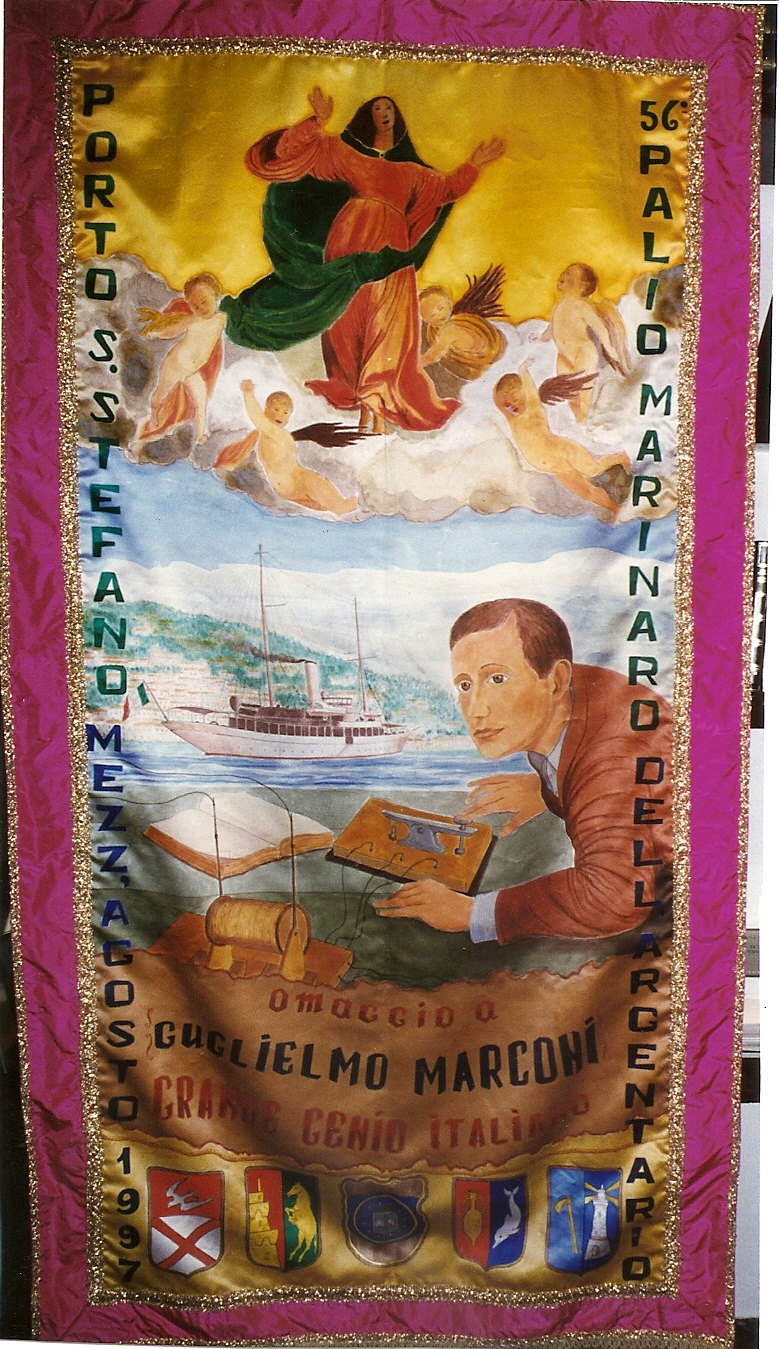 PORTO S. STEFANO, MEZZ'AGOSTO 1997
56° PALIO MARINARO DELL'ARGENTARIO
Omaggio a
GUGLIELMO MARCONI
GRANDE GENIO ITALIANO